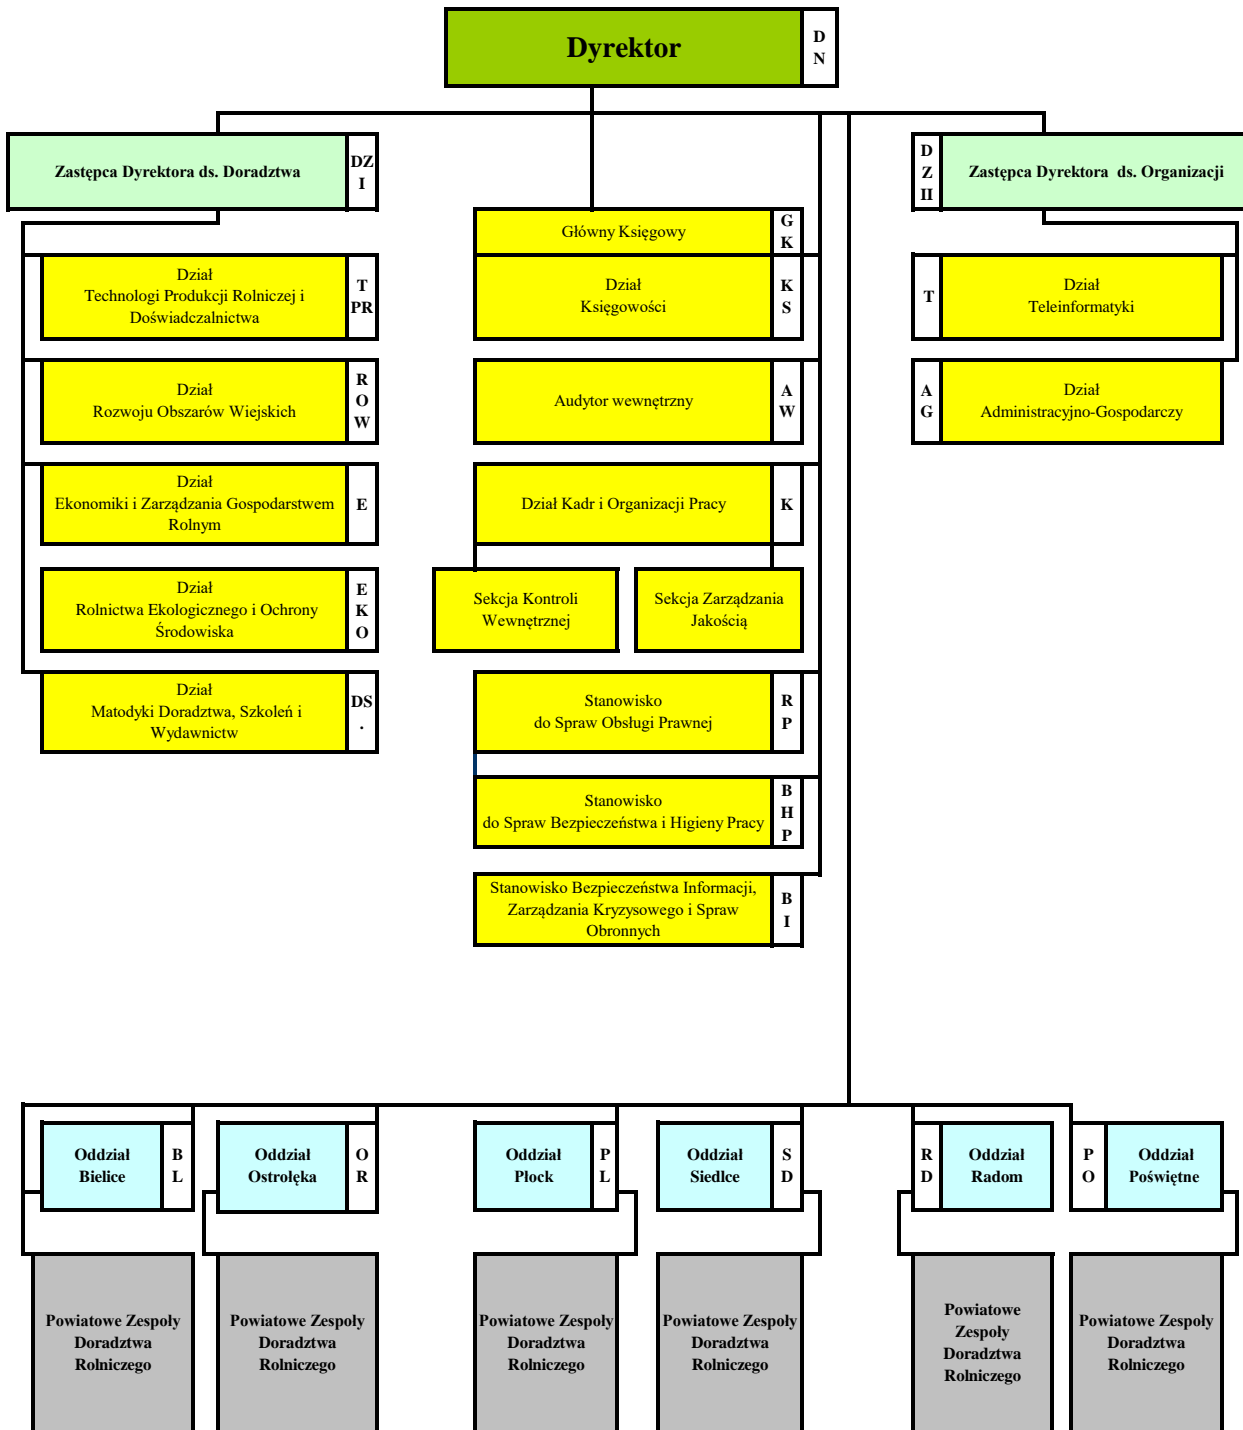 Dyrektor
D
N
Zastępca Dyrektora ds. Doradztwa
DZ
I
D
Z
II
Zastępca Dyrektora ds. Organizacji
Główny Księgowy
G
K
Dział
Technologi Produkcji Rolniczej i
Doświadczalnictwa
T
PR
Dział
Księgowości
K
S
T
Dział
Teleinformatyki
Dział
Rozwoju Obszarów Wiejskich
R
O
W
Audytor wewnętrzny
A
W
A
G
Dział
Administracyjno-Gospodarczy
Dział
Ekonomiki i Zarządzania Gospodarstwem
Rolnym
E
Dział Kadr i Organizacji Pracy
K
Dział
Rolnictwa Ekologicznego i Ochrony
Środowiska
E
K
O
Sekcja Kontroli
Wewnętrznej
Sekcja Zarządzania
Jakością
Dział
Matodyki Doradztwa, Szkoleń i
Wydawnictw
DS
.
Stanowisko
do Spraw Obsługi Prawnej
R
P
Stanowisko
do Spraw Bezpieczeństwa i Higieny Pracy
B
H
P
Stanowisko Bezpieczeństwa Informacji,
Zarządzania Kryzysowego i Spraw
Obronnych
B
I
Oddział
Bielice
B
L
Oddział
Ostrołęka
O
R
Oddział
Płock
P
L
Oddział
Siedlce
S
D
R
D
Oddział
Radom
P
O
Oddział
Poświętne
Powiatowe Zespoły
Doradztwa
Rolniczego
Powiatowe Zespoły
Doradztwa
Rolniczego
Powiatowe Zespoły
Doradztwa
Rolniczego
Powiatowe Zespoły
Doradztwa
Rolniczego
Powiatowe
Zespoły
Doradztwa
Rolniczego
Powiatowe Zespoły
Doradztwa
Rolniczego